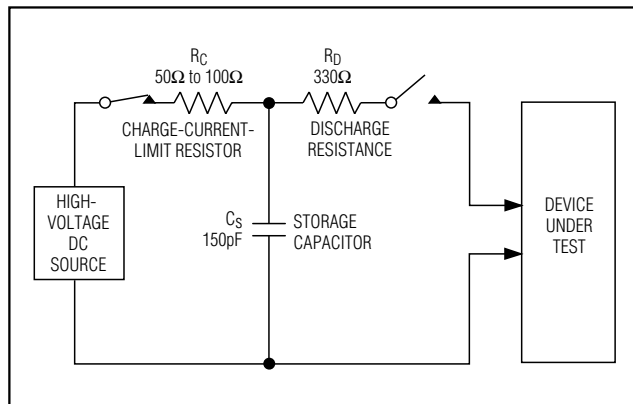 R_C
50Ω to 100Ω
CHARGE-CURRENT-
LIMIT RESISTOR
R_D
330Ω
DISCHARGE
RESISTANCE
HIGH-
VOLTAGE
DC
SOURCE
C_S
150pF
STORAGE
CAPACITOR
DEVICE
UNDER
TEST